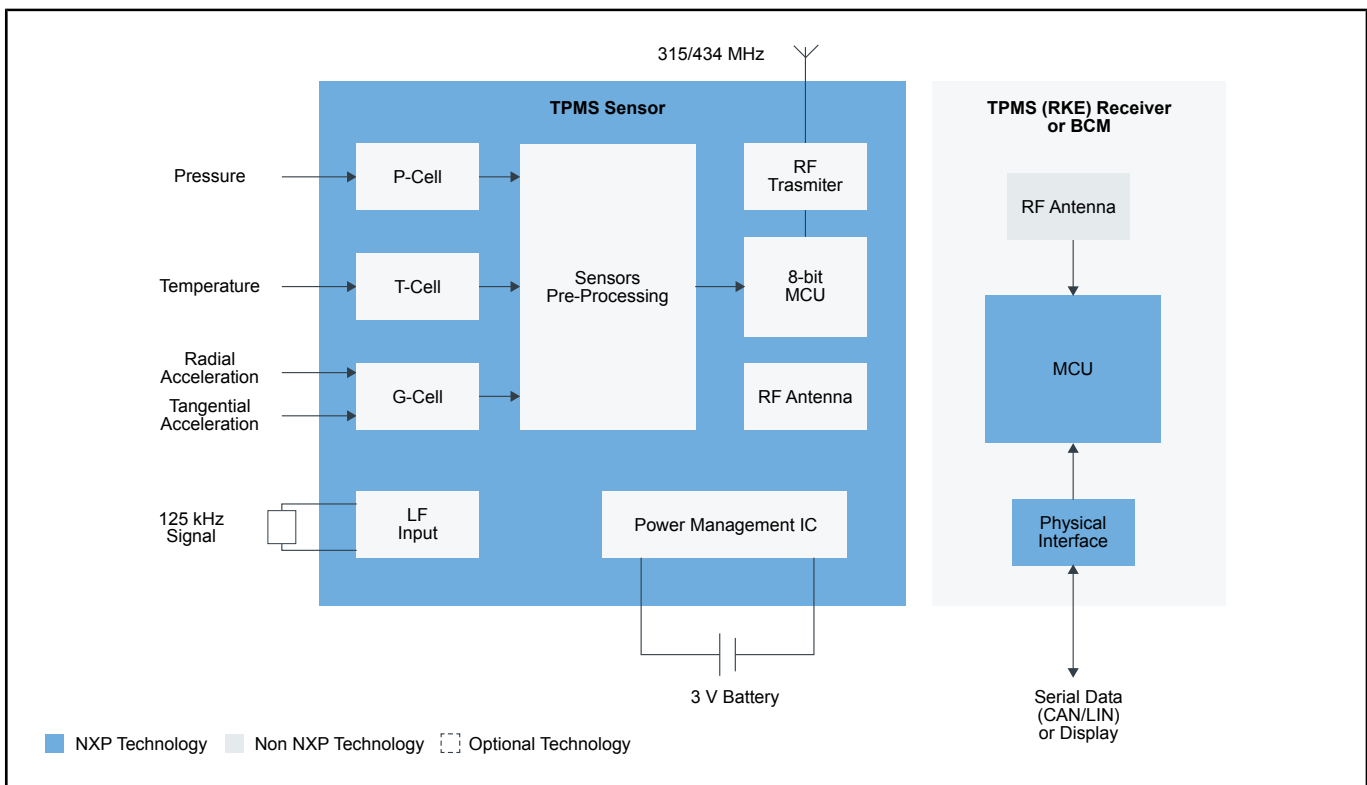 315/434 MHz
TPMS Sensor
Pressure
P-Cell
Temperature
T-Cell
Radial
Acceleration
Tangential
Acceleration
G-Cell
Sensors
Pre-Processing
RF
Trasmiter
8-bit
MCU
RF Antenna
125 kHz
Signal
LF
Input
Power Management IC
3 V Battery
TPMS (RKE) Receiver
or BCM
RF Antenna
MCU
Physical
Interface
Serial Data
(CAN/LIN)
or Display
NXP Technology
Non NXP Technology
Optional Technology